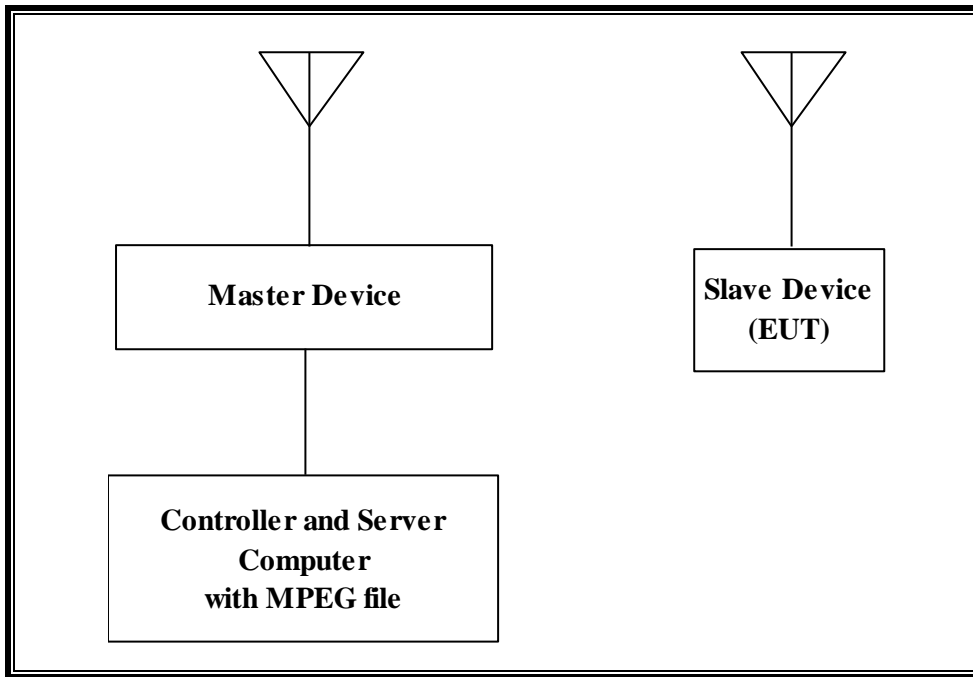 Master Device
Slave Device
(EUT)
Controller and Server
Computer
with MPEG file